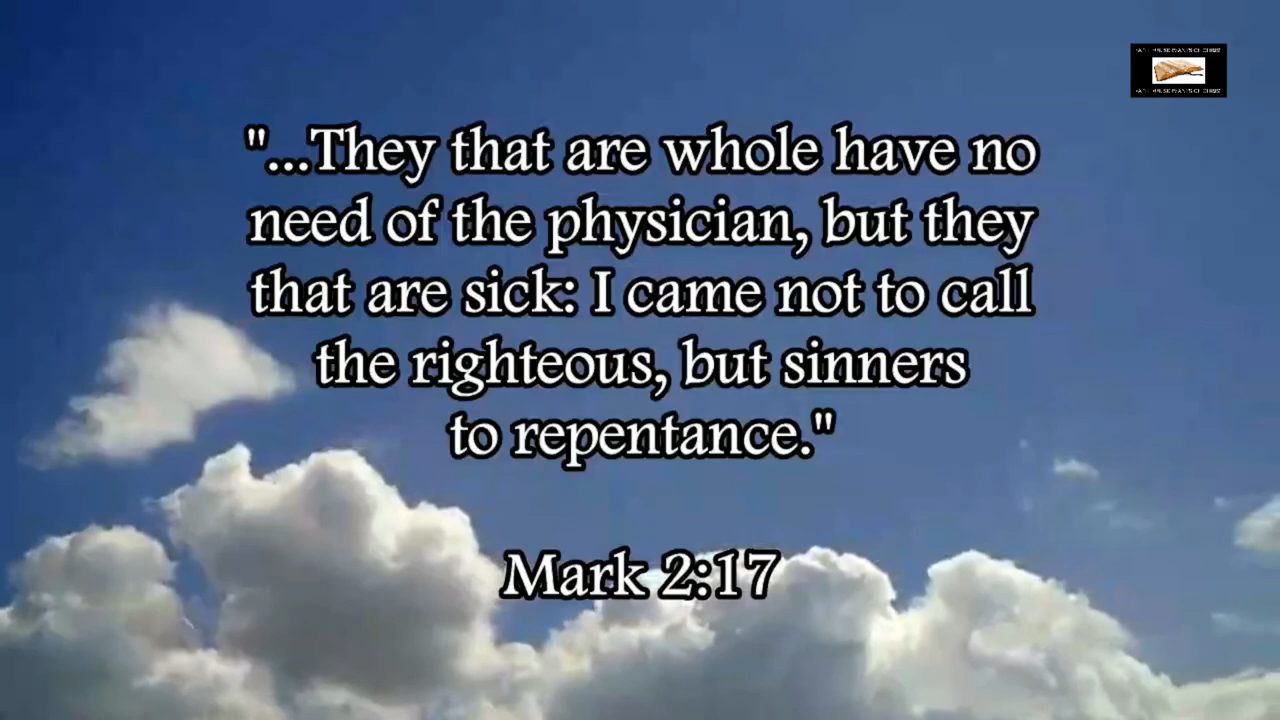 "...They that are whole have no
need of the physician, but they
that are sick: I came not to call
the righteous, but sinners
to repentance."
Mark 2:17